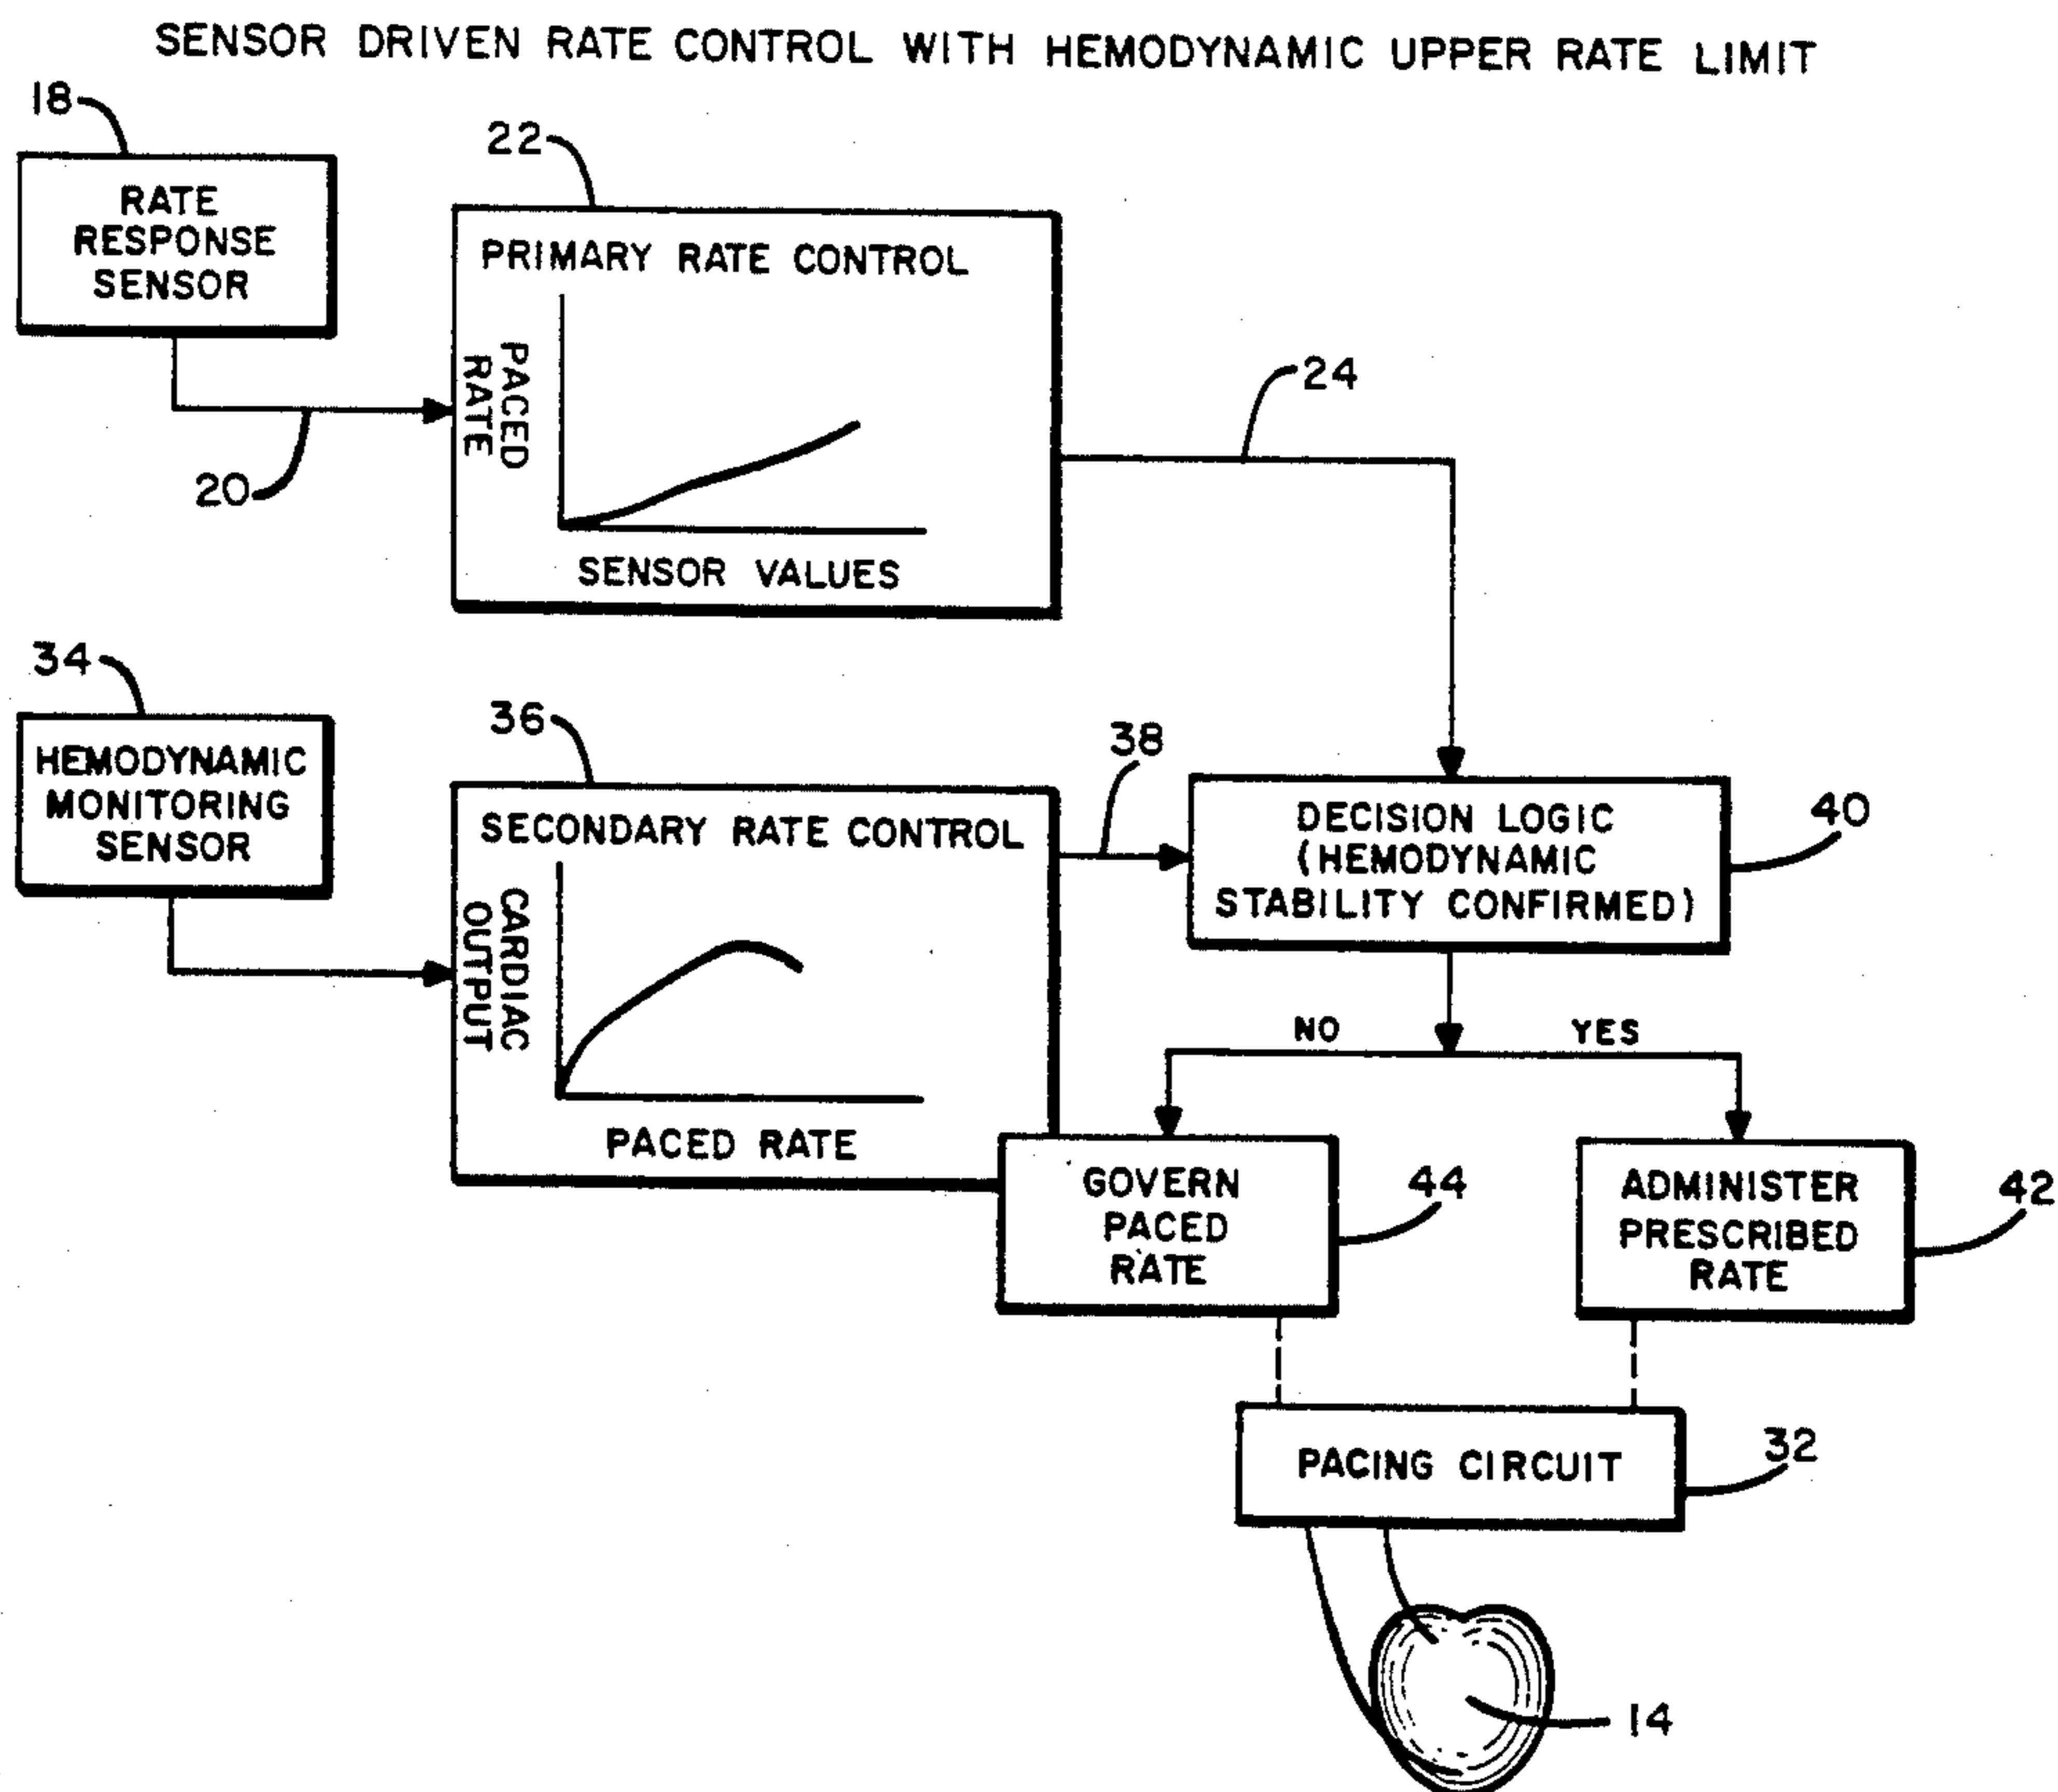 SENSOR DRIVEN RATE CONTROL WITH HEMODYNAMIC UPPER RATE LIMIT
18
RATE
RESPONSE
SENSOR
20
22
PRIMARY RATE CONTROL
PACED
RATE
SENSOR VALUES
24
34
HEMODYNAMIC
MONITORING
SENSOR
36
SECONDARY RATE CONTROL
CARDIAC
OUTPUT
PACED RATE
38
DECISION LOGIC
(HEMODYNAMIC
STABILITY CONFIRMED)
40
NO
YES
GOVERN
PACED
RATE
44
ADMINISTER
PRESCRIBED
RATE
42
PACING CIRCUIT
32
14